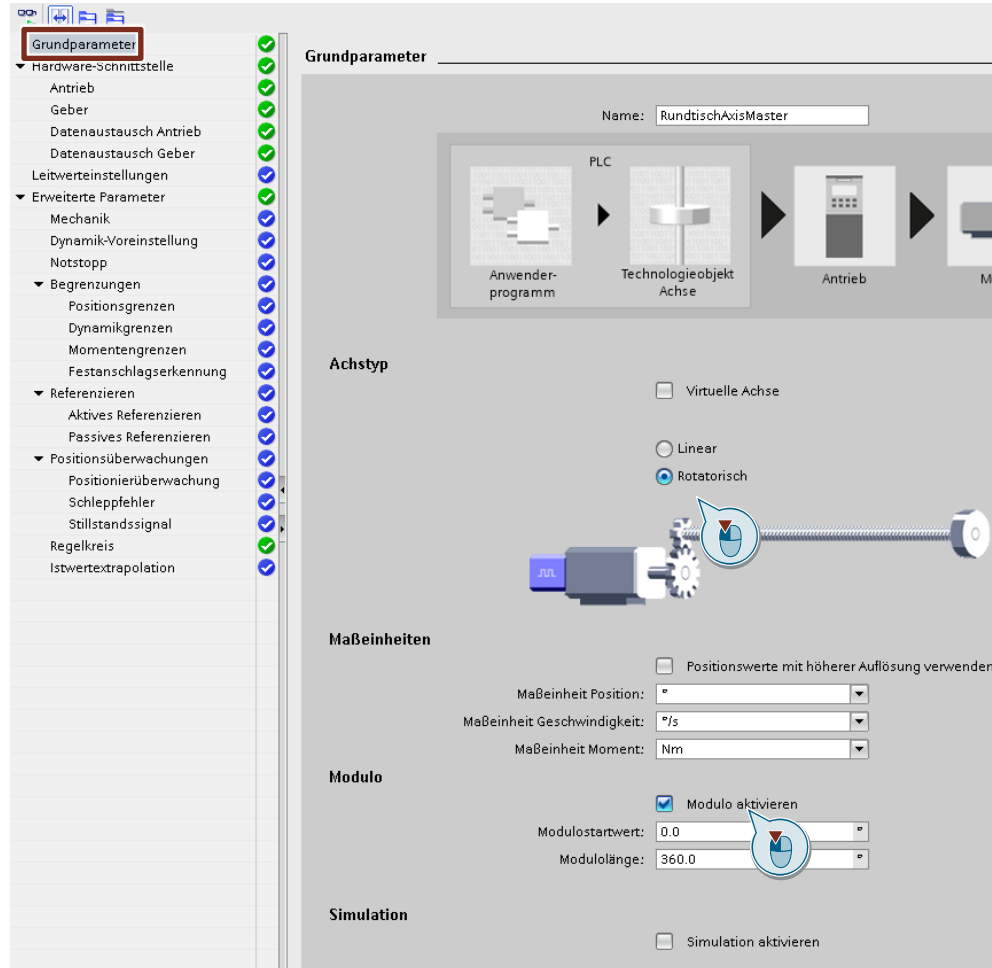 Grundparameter
Hardware-Schnittstelle
Antrieb
Geber
Datenaustausch Antrieb
Datenaustausch Geber
Leitwerteinstellungen
Erweiterte Parameter
Mechanik
Dynamik-Voreinstellung
Notstopp
Begrenzungen
Positionsgrenzen
Dynamikgrenzen
Momentengrenzen
Festanschlagserkennung
Referenzieren
Aktives Referenzieren
Passives Referenzieren
Positionsüberwachungen
Positionierüberwachung
Schleppfehler
Stillstandssignal
Regelkreis
Istwertextrapolation
Grundparameter
Name: RundtischAxisMaster
PLC
Anwender-
programm
Technologieobjekt
Achse
Antrieb
M
Achstyp
Virtuelle Achse
Linear
Rotatorisch
Maßeinheiten
Positionswerte mit höherer Auflösung verwenden
Maßeinheit Position: °
Maßeinheit Geschwindigkeit: °/s
Maßeinheit Moment: Nm
Modulo
Modulo aktivieren
Modulostartwert: 0.0 °
Modulolänge: 360.0 °
Simulation
Simulation aktivieren